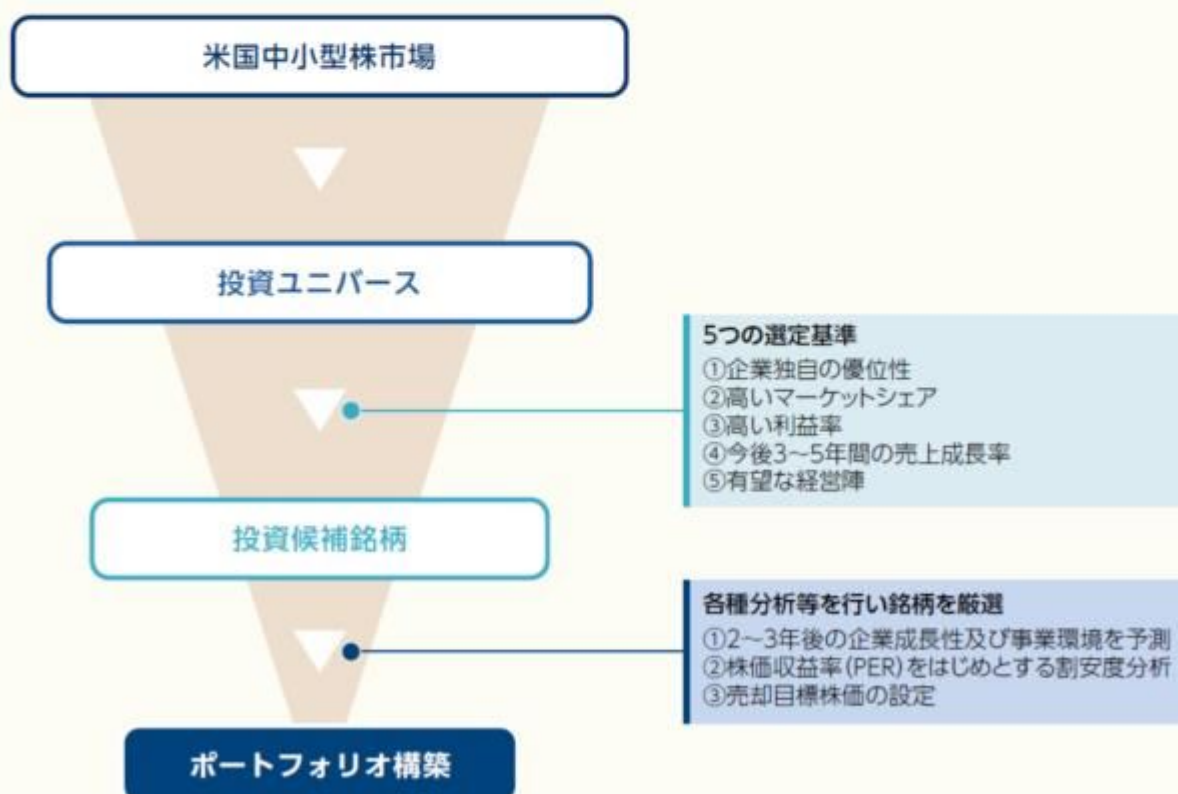 米国中小型株市場
投資ユニバース
5つの選定基準
①企業独自の優位性
②高いマーケットシェア
③高い利益率
④今後3~5年間の売上成長率
⑤有望な経営陣
投資候補銘柄
各種分析等を行い銘柄を厳選
①2~3年後の企業成長性及び事業環境を予測
②株価収益率(PER)をはじめとする割安度分析
③売却目標株価の設定
ポートフォリオ構築